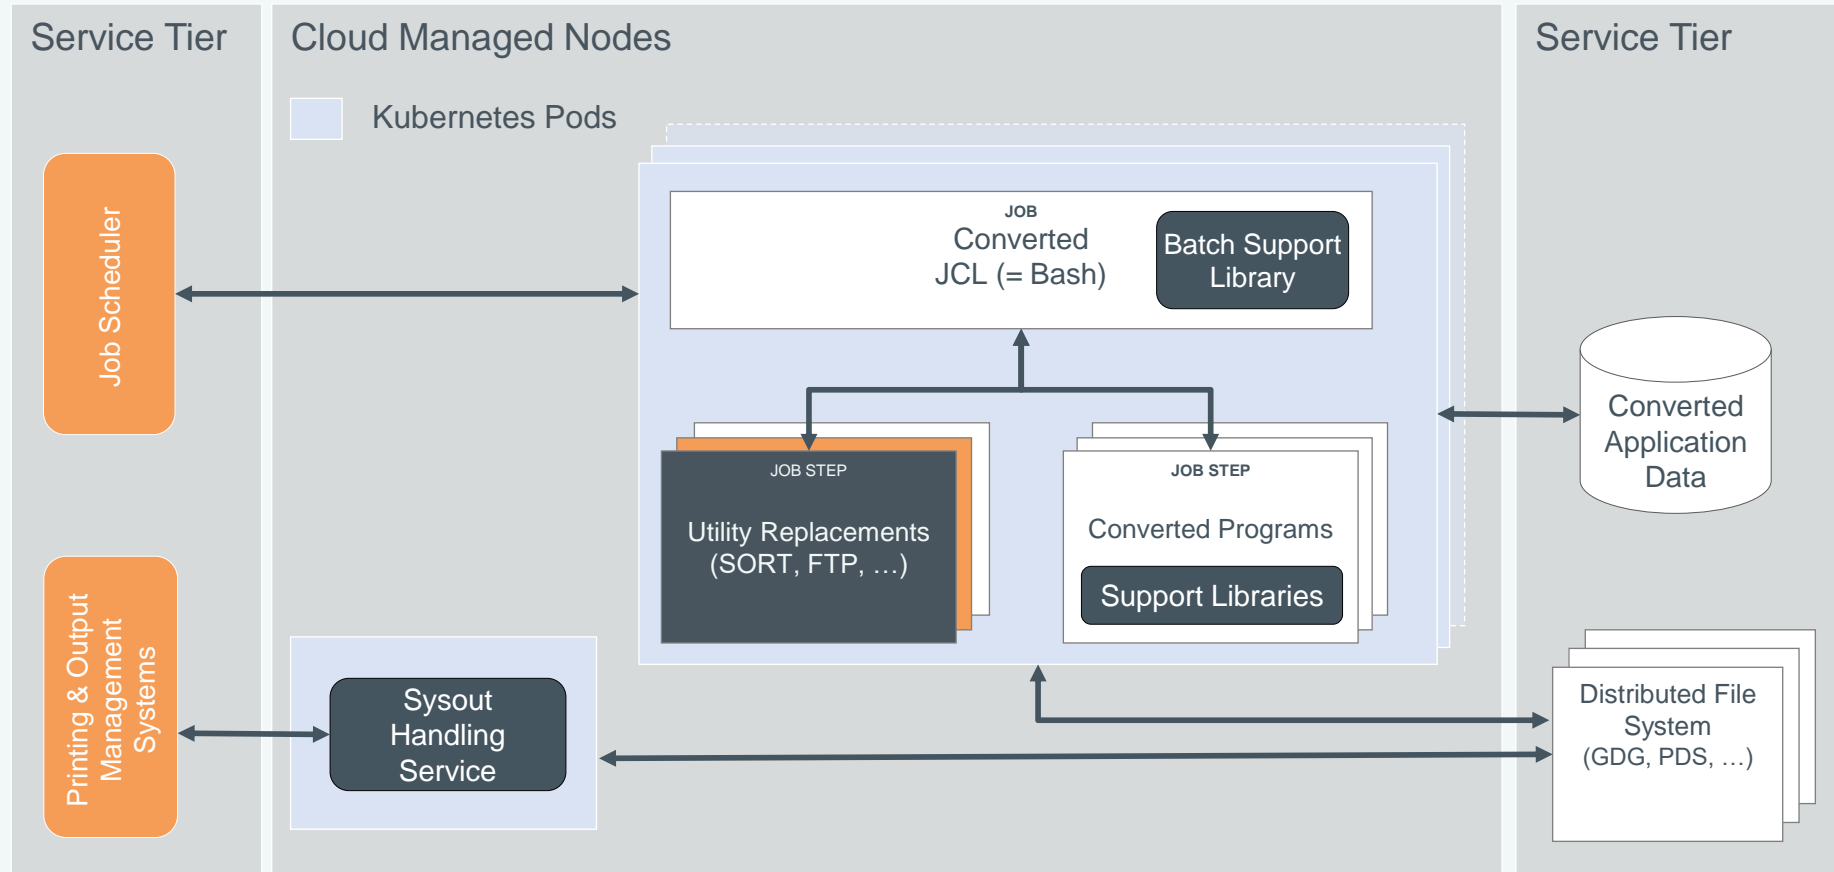 Service Tier
Cloud Managed Nodes
Service Tier
Kubernetes Pods
Job Scheduler
JOB
Converted
JCL (= Bash)
Batch Support
Library
JOB STEP
Utility Replacements
(SORT, FTP, …)
JOB STEP
Converted Programs
Support Libraries
Converted
Application
Data
Printing & Output
Management
Systems
Sysout
Handling
Service
Distributed File
System
(GDG, PDS, …)